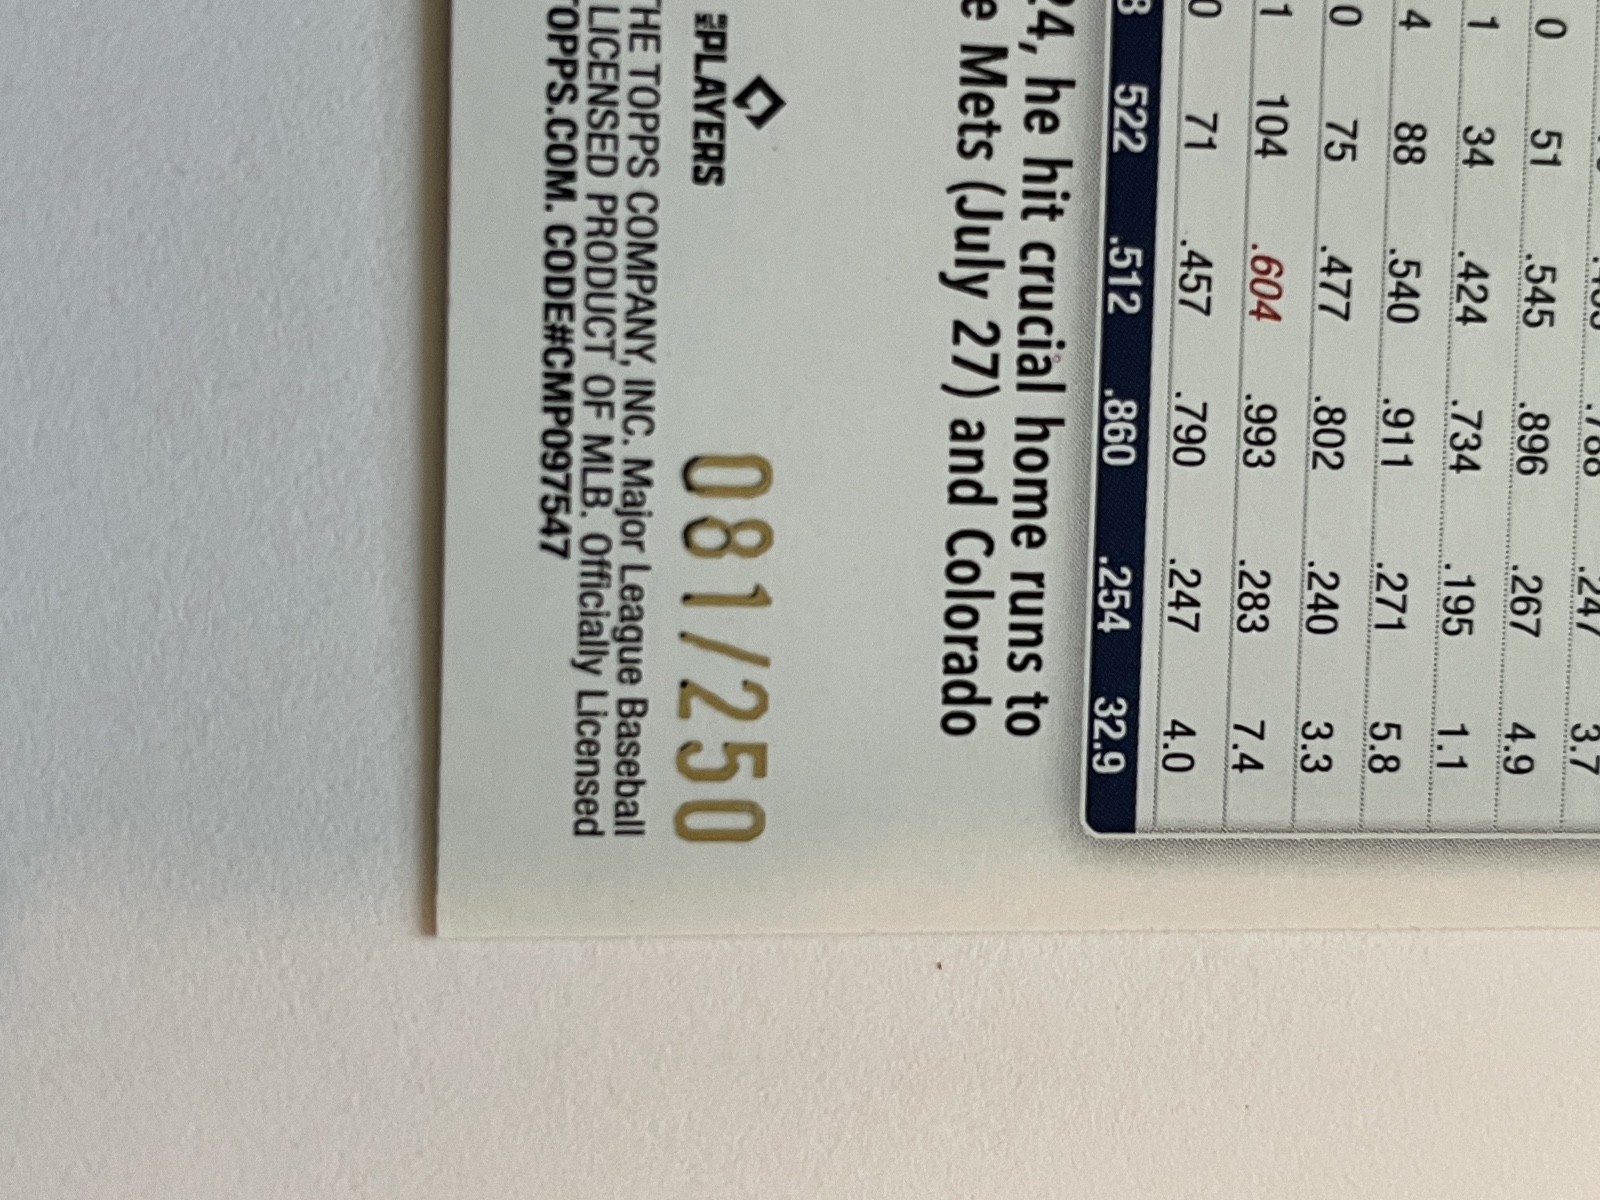 .247 3.7
0 51 .545 .896 .267 4.9
1 34 .424 .734 .195 1.1
4 88 .540 .911 .271 5.8
0 75 .477 .802 .240 3.3
1 104 .604 .993 .283 7.4
0 71 .457 .790 .247 4.0
8 522 .512 .860 .254 32.9
24, he hit crucial home runs to
e Mets (July 27) and Colorado
PLAYERS 081/250
THE TOPPS COMPANY, INC. Major League Baseball
LICENSED PRODUCT OF MLB. Officially Licensed
TOPPS.COM. CODE#CMP097547